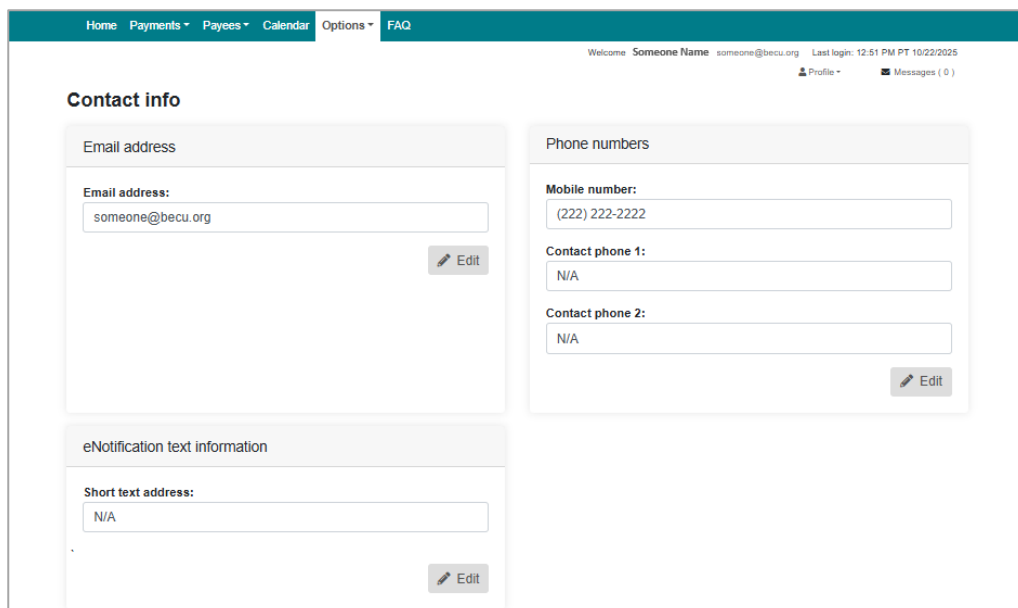 Home Payments Payees Calendar Options FAQ
Welcome Someone Name someone@becu.org Last login: 12:51 PM PT 10/22/2025
Profile Messages ( 0 )
Contact info
Email address
Email address:
someone@becu.org
Edit
Phone numbers
Mobile number:
(222) 222-2222
Contact phone 1:
N/A
Contact phone 2:
N/A
Edit
eNotification text information
Short text address:
N/A
`
Edit